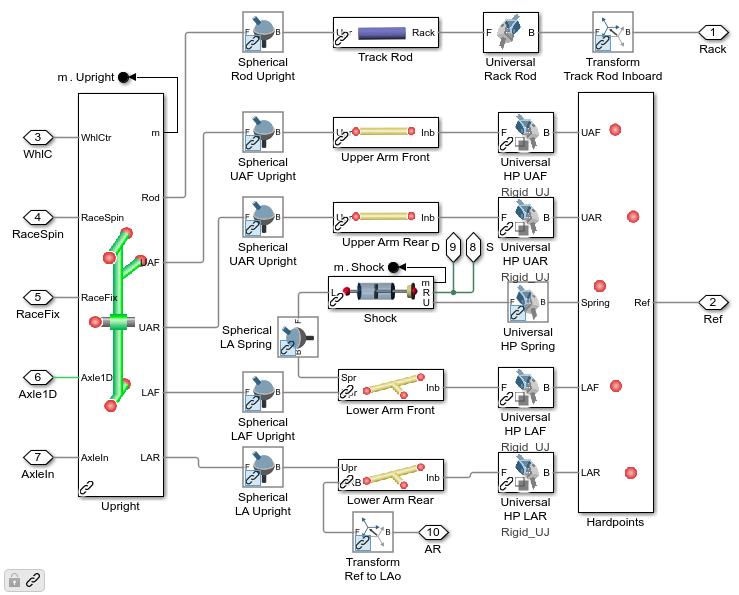 F B
Spherical
Rod Upright
U r
Rack
Track Rod
F B
Universal
Rack Rod
F B
Transform
Track Rod Inboard
1
Rack
m . Upright
3
WhlC
WhlCtr
m
F B
Spherical
UAF Upright
U r
Inb
Upper Arm Front
F B
Universal
HP UAF
Rigid_UJ
UAF
Rod
4
RaceSpin
RaceSpin
F B
Spherical
UAR Upright
U r
Inb
Upper Arm Rear
F B
Universal
HP UAR
Rigid_UJ
UAR
D
9
8
S
UAF
m . Shock
5
RaceFix
RaceFix
L
m
R
U
Shock
F B
Universal
HP Spring
Spring
Ref
2
Ref
UAR
Spherical
LA Spring
F
B
6
Axle1D
Axle1D
LAF
F B
Spherical
LAF Upright
Spr
r
Inb
Lower Arm Front
F B
Universal
HP LAF
Rigid_UJ
LAF
7
AxleIn
AxleIn
LAR
F B
Spherical
LA Upright
Upr
B
Inb
Lower Arm Rear
F B
Universal
HP LAR
Rigid_UJ
LAR
Upright
Hardpoints
F B
Transform
Ref to LAo
10
AR